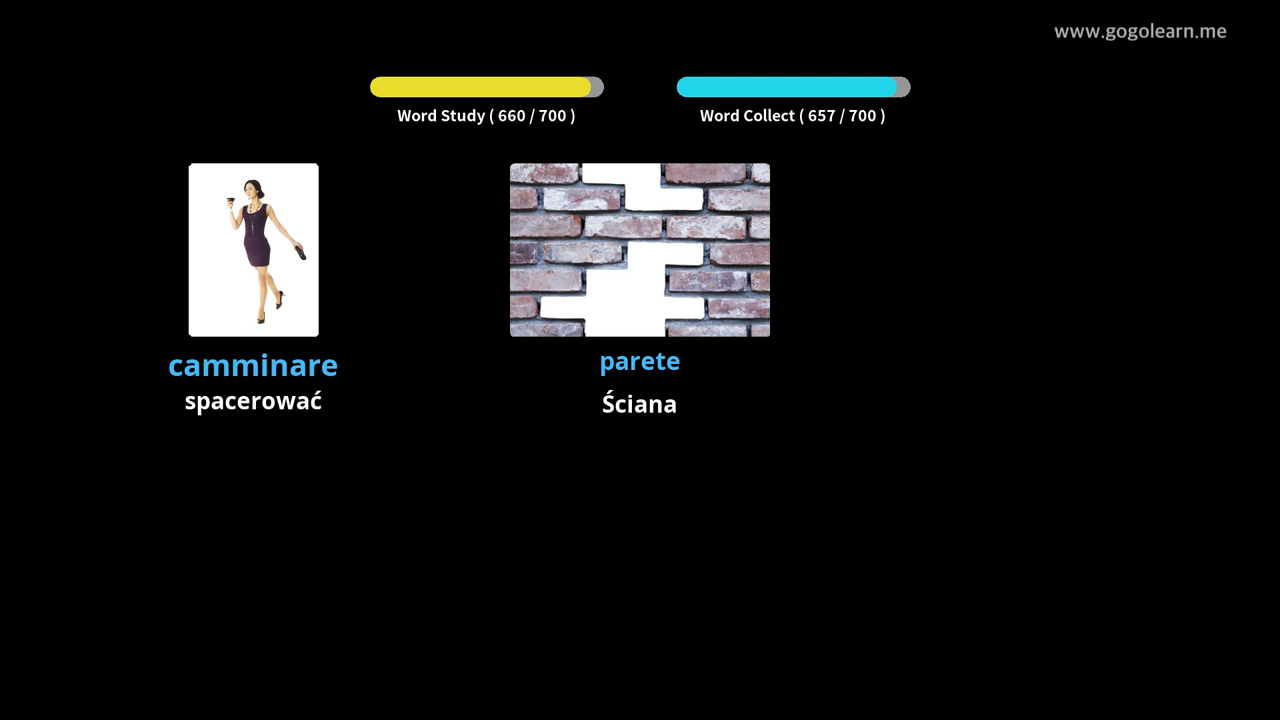 www.gogolearn.me
Word Study ( 660 / 700 )
Word Collect ( 657 / 700 )
camminare
spacerować
parete
Ściana